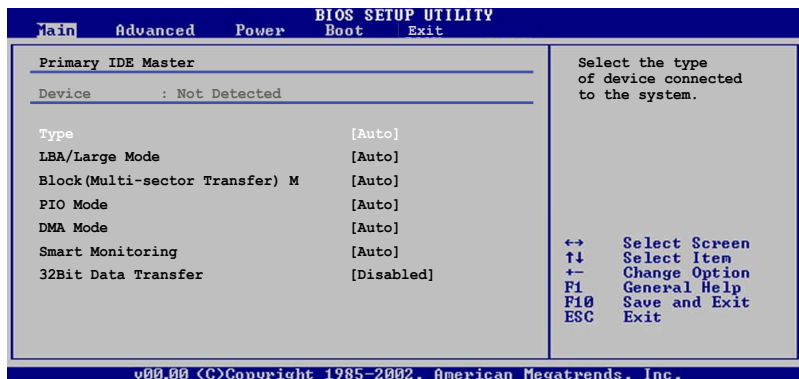 BIOS SETUP UTILITY
Main Advanced Power Boot Exit
Primary IDE Master
Device : Not Detected
Type [Auto]
LBA/Large Mode [Auto]
Block(Multi-sector Transfer) M [Auto]
PIO Mode [Auto]
DMA Mode [Auto]
Smart Monitoring [Auto]
32Bit Data Transfer [Disabled]
Select the type
of device connected
to the system.
↔ Select Screen
↑↓ Select Item
+- Change Option
F1 General Help
F10 Save and Exit
ESC Exit
v00.00 (C)Copyright 1985-2002, American Megatrends, Inc.